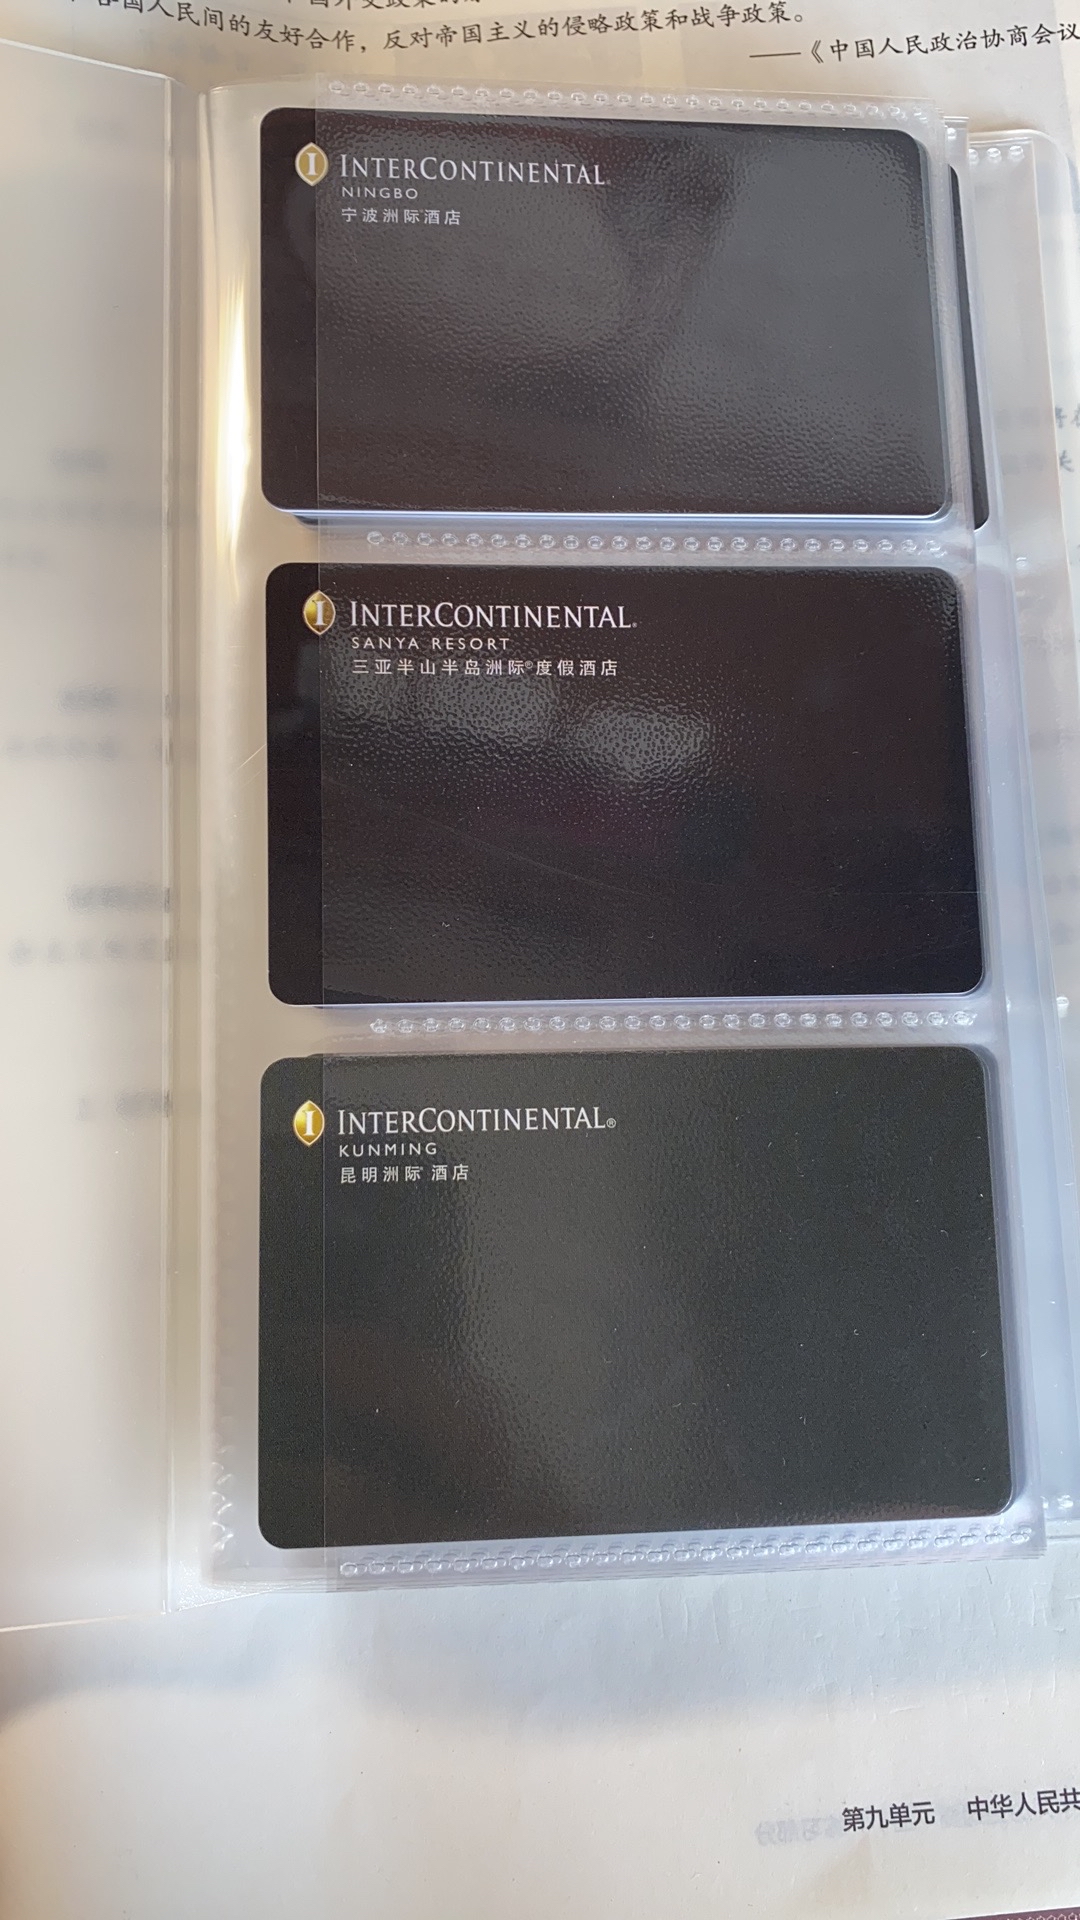 各国人民间的友好合作，反对帝国主义的侵略政策和战争政策。
——《中国人民政治协商会议
I INTERCONTINENTAL
NINGBO
宁波洲际酒店
I INTERCONTINENTAL®
SANYA RESORT
三亚半山半岛洲际®度假酒店
I INTERCONTINENTAL®
KUNMING
昆明洲际 酒店
第九单元 中华人民共